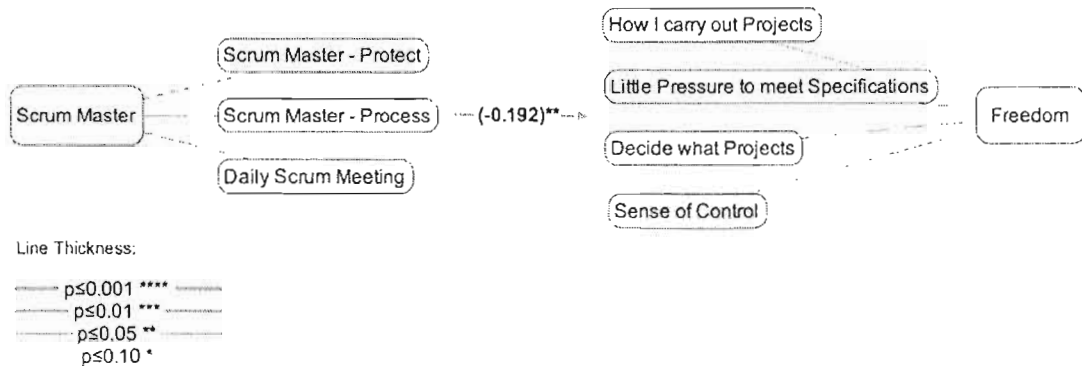 How I carry out Projects
Scrum Master - Protect
Little Pressure to meet Specifications
Scrum Master
Scrum Master - Process
(-0.192)**
Freedom
Decide what Projects
Daily Scrum Meeting
Sense of Control
Line Thickness:
p≤0.001 ****
p≤0.01 ***
p≤0.05 **
p≤0.10 *